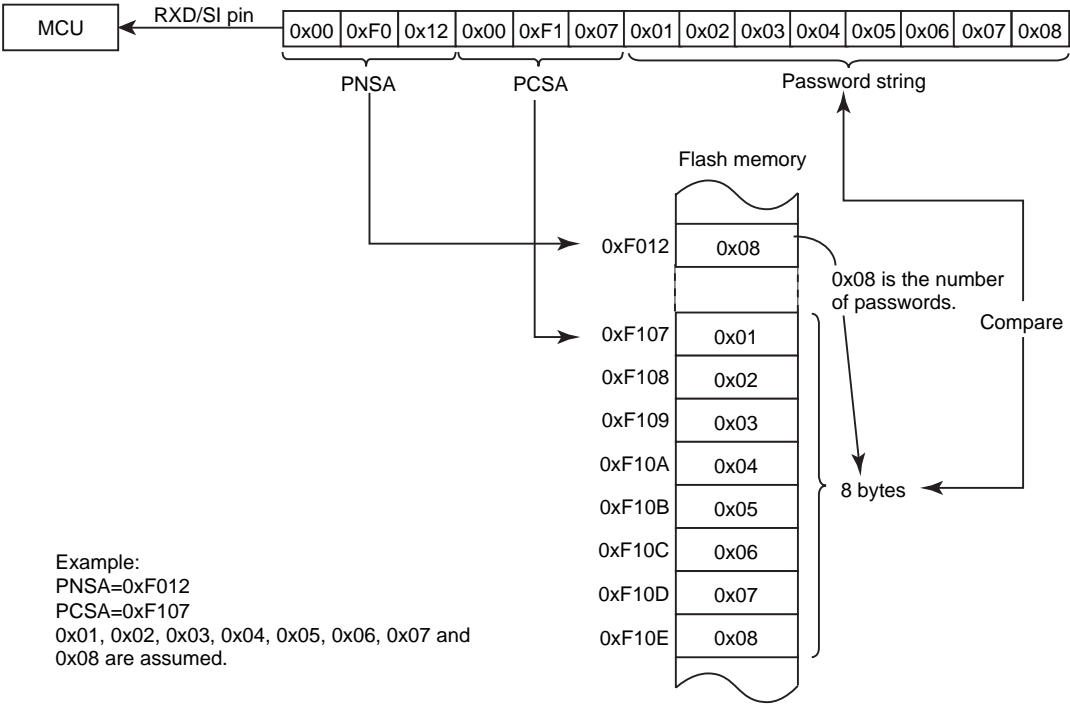 MCU
RXD/SI pin
0x00 0xF0 0x12 0x00 0xF1 0x07 0x01 0x02 0x03 0x04 0x05 0x06 0x07 0x08
PNSA
PCSA
Password string
Flash memory
0xF012 0x08
0x08 is the number
of passwords.
Compare
0xF107 0x01
0xF108 0x02
0xF109 0x03
0xF10A 0x04
8 bytes
0xF10B 0x05
0xF10C 0x06
0xF10D 0x07
0xF10E 0x08
Example:
PNSA=0xF012
PCSA=0xF107
0x01, 0x02, 0x03, 0x04, 0x05, 0x06, 0x07 and
0x08 are assumed.